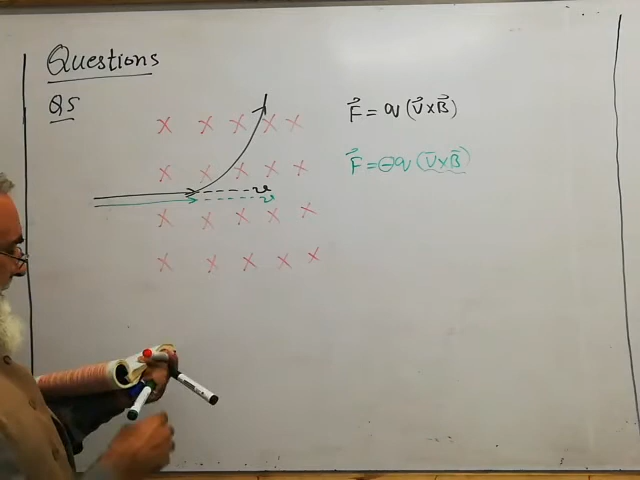 Questions
Q5
F⃗ = q (V⃗ × B⃗)
F⃗ = ⊖q (V⃗ × B⃗)
x x x x x
x x x x x
v
v
x x x x x
x x x x x